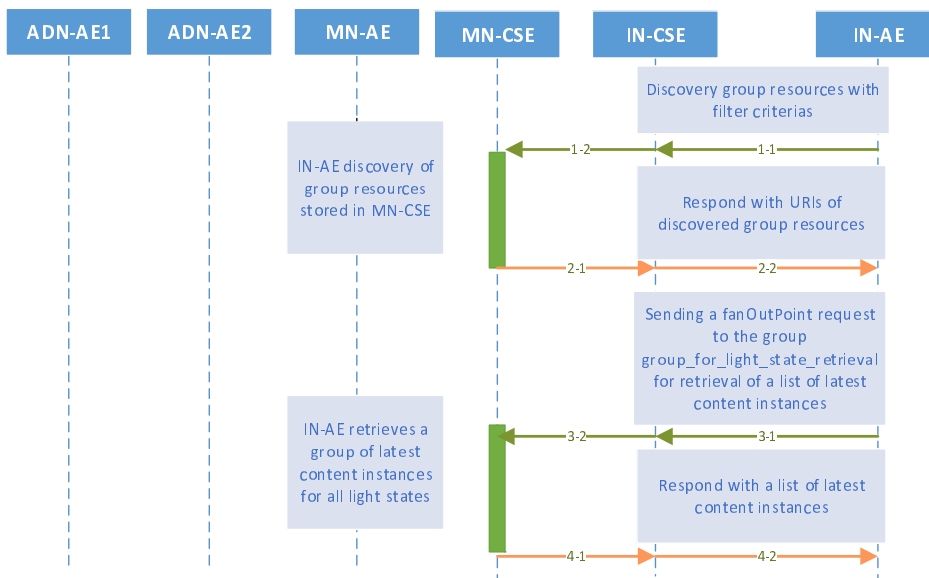 ADN-AE1
ADN-AE2
MN-AE
MN-CSE
IN-CSE
IN-AE
Discovery group resources with
filter criterias
1-2
1-1
IN-AE discovery of
group resources
stored in MN-CSE
Respond with URIs of
discovered group resources
2-1
2-2
Sending a fanOutPoint request
to the group
group_for_light_state_retrieval
for retrieval of a list of latest
content instances
IN-AE retrieves a
group of latest
content instances
for all light states
3-2
3-1
Respond with a list of latest
content instances
4-1
4-2